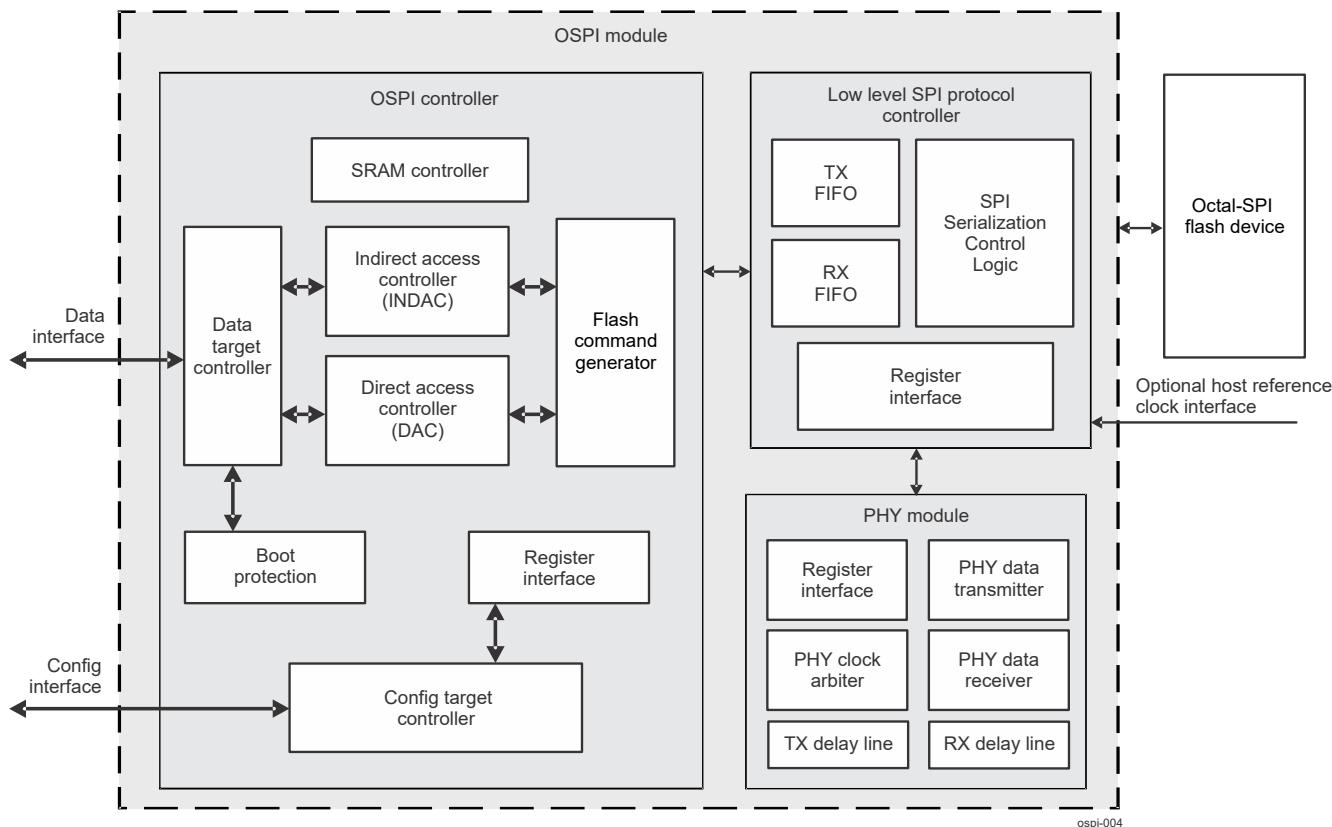 OSPI module
OSPI controller
SRAM controller
Data
interface
Data
target
controller
Indirect access
controller
(INDAC)
Direct access
controller
(DAC)
Flash
command
generator
Boot
protection
Register
interface
Config
interface
Config target
controller
Low level SPI protocol
controller
TX
FIFO
RX
FIFO
SPI
Serialization
Control
Logic
Register
interface
Octal-SPI
flash device
Optional host reference
clock interface
PHY module
Register
interface
PHY data
transmitter
PHY clock
arbiter
PHY data
receiver
TX delay line
RX delay line
ospi-004